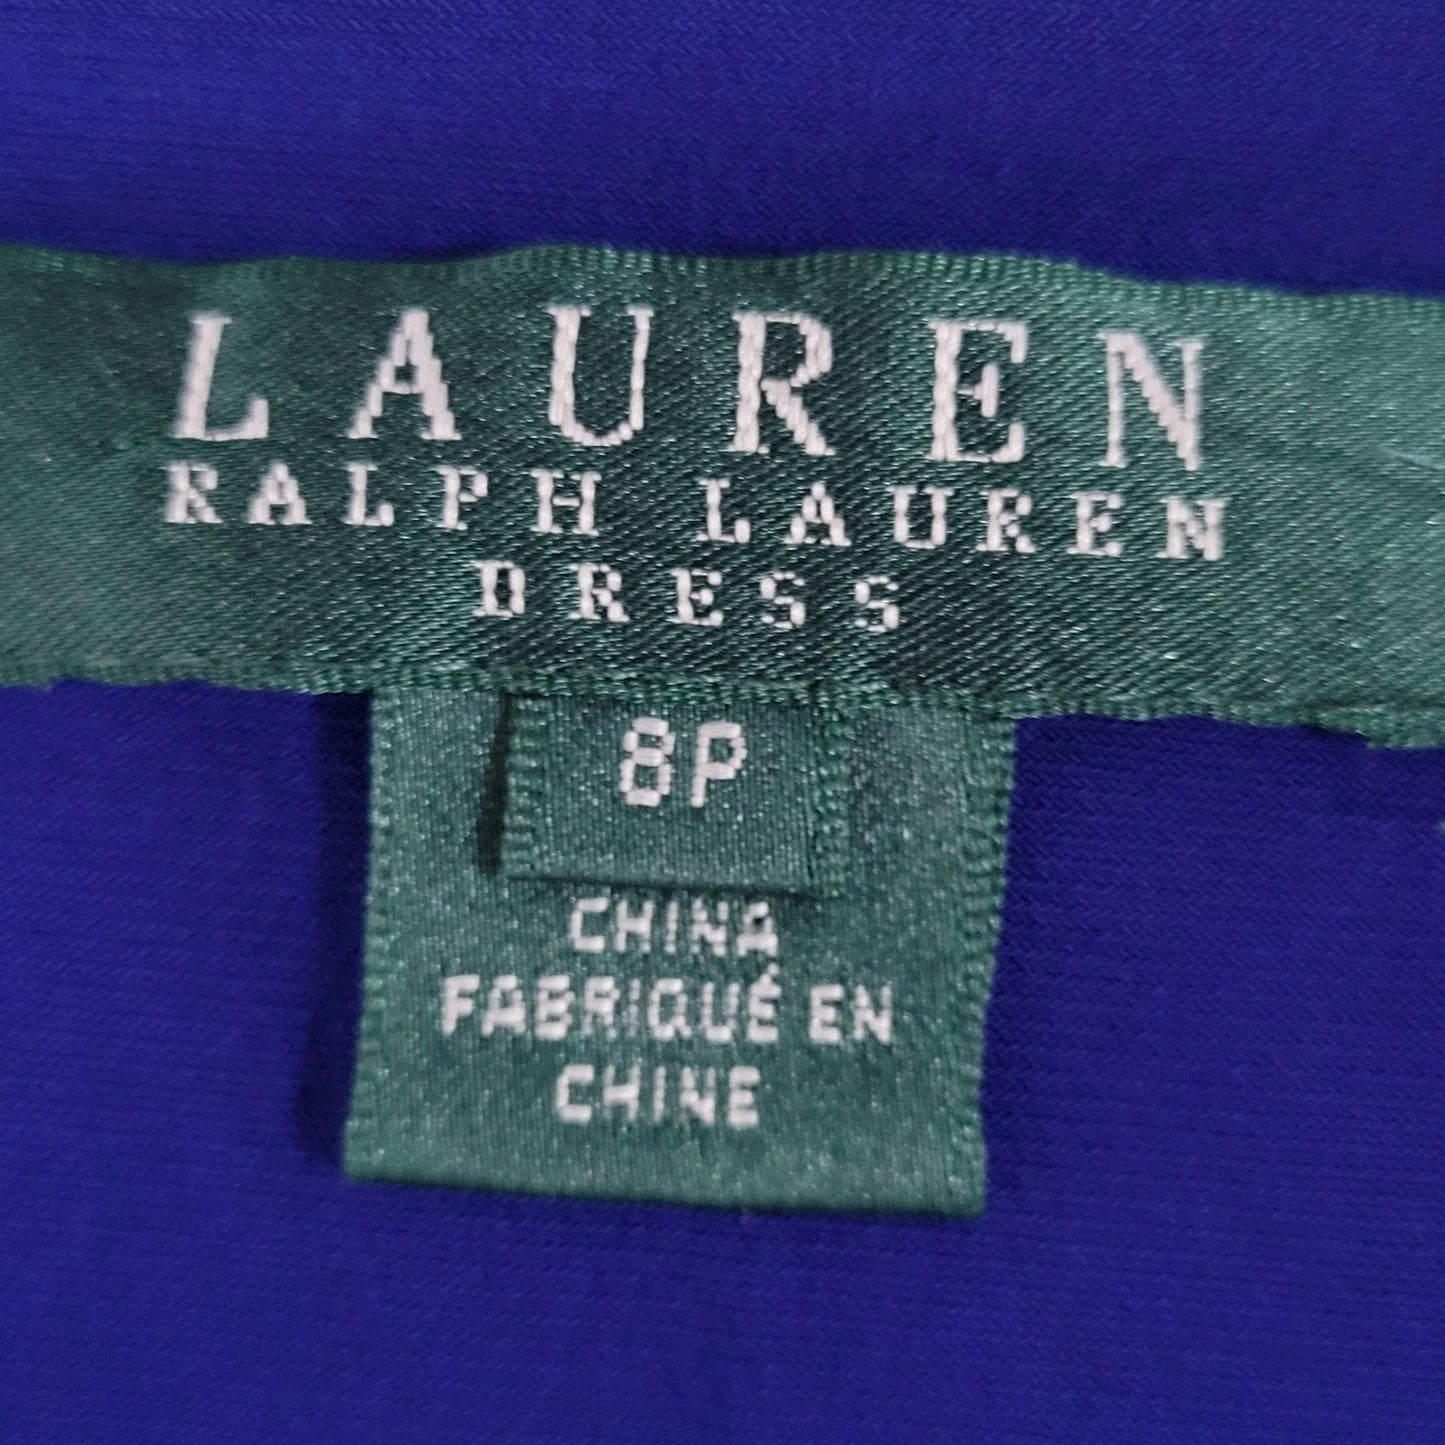 LAUREN
RALPH LAUREN
DRESS
8P
CHINA
FABRIQUÉ EN
CHINE